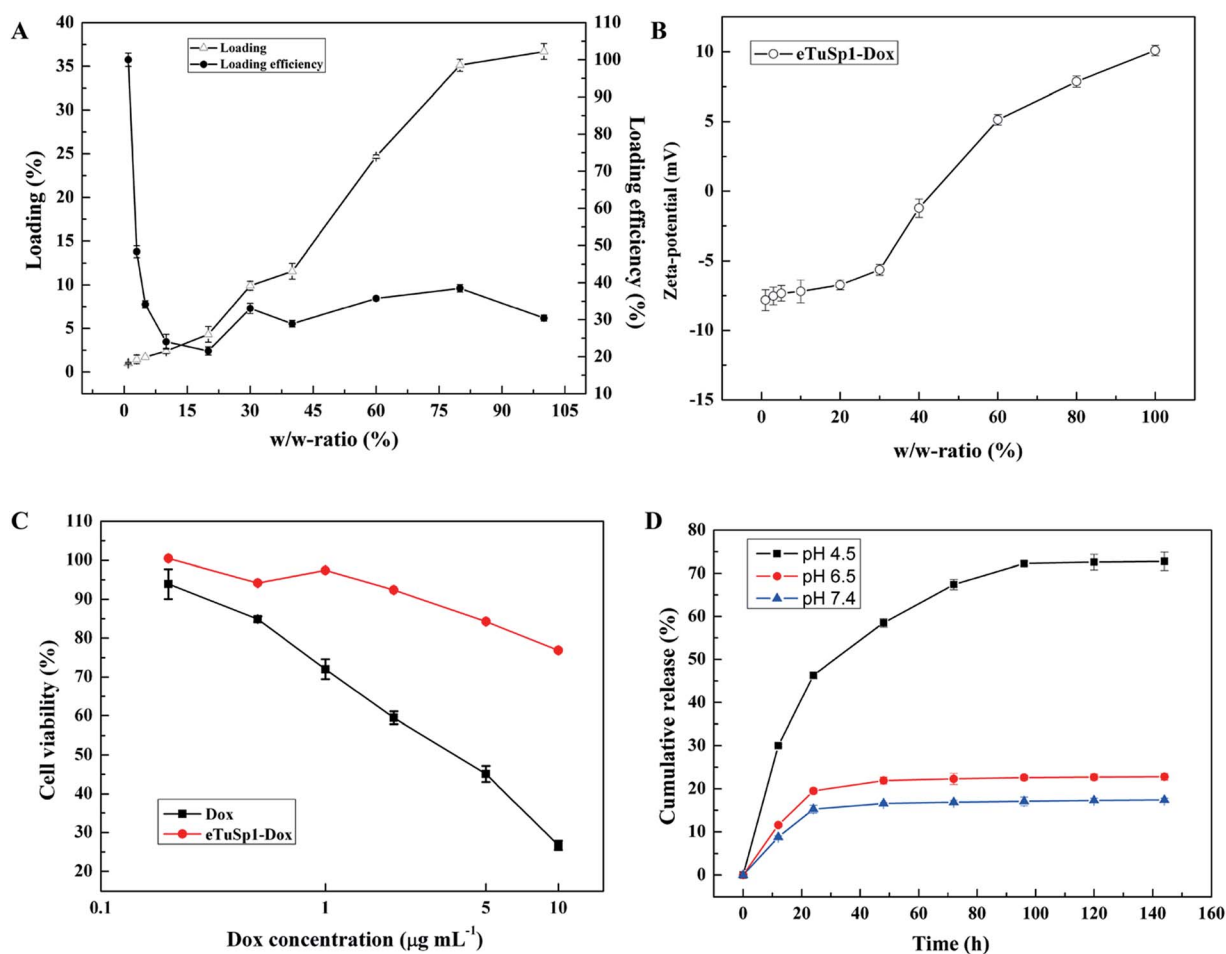 A
Loading
Loading efficiency
40
35
30
25
20
15
10
5
0
Loading (%)
110
100
90
80
70
60
50
40
30
20
10
Loading efficiency (%)
0 15 30 45 60 75 90 105
w/w-ratio (%)
B
eTuSp1-Dox
10
5
0
-5
-10
-15
Zeta-potential (mV)
0 20 40 60 80 100
w/w-ratio (%)
C
110
100
90
80
70
60
50
40
30
20
Cell viability (%)
Dox
eTuSp1-Dox
0.1 1 5 10
Dox concentration (μg mL⁻¹)
D
pH 4.5
pH 6.5
pH 7.4
80
70
60
50
40
30
20
10
0
Cumulative release (%)
0 20 40 60 80 100 120 140 160
Time (h)